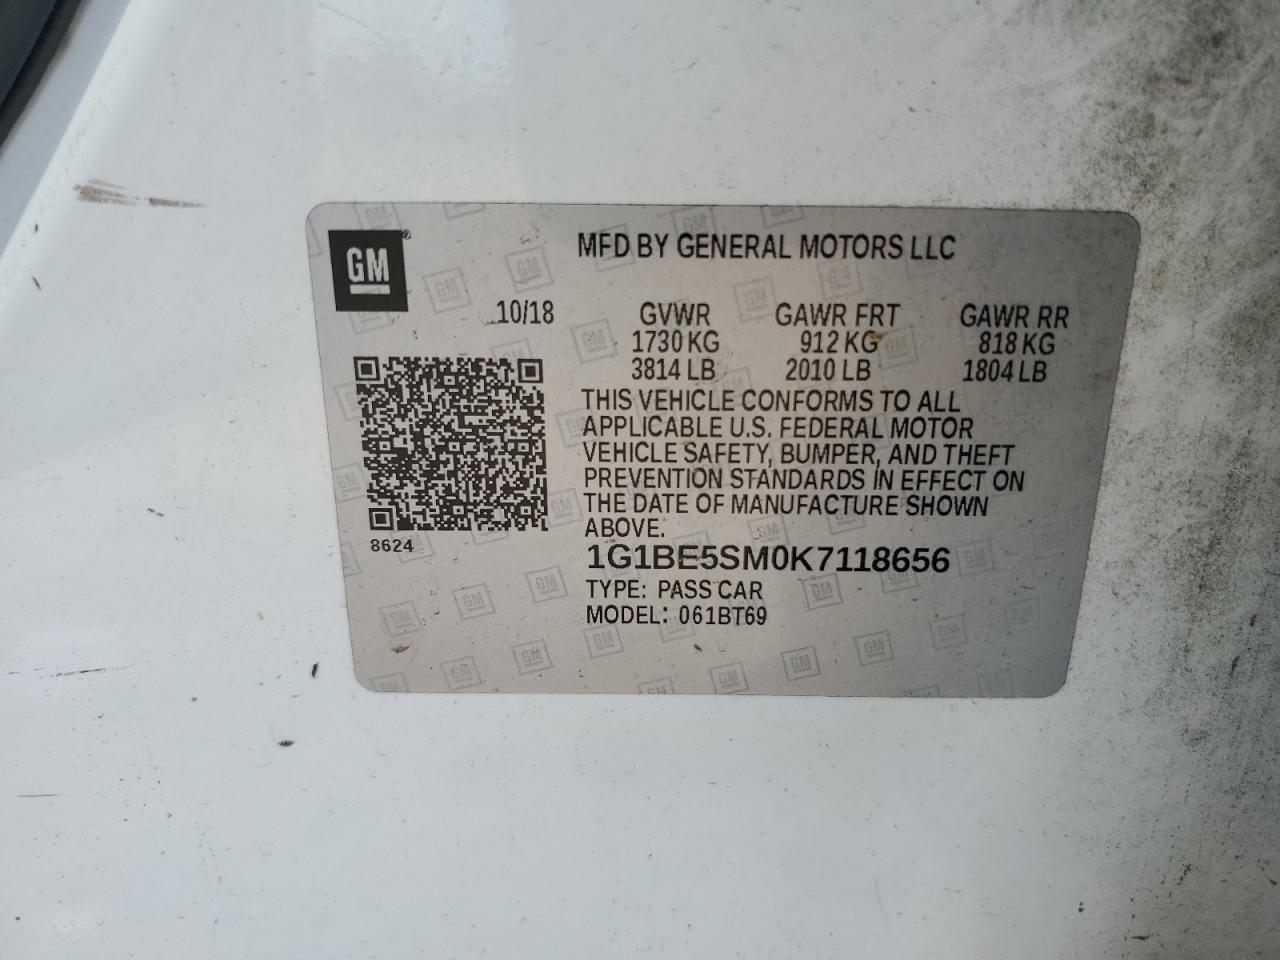 GM®
MFD BY GENERAL MOTORS LLC
10/18 GVWR GAWR FRT GAWR RR
1730 KG 912 KG 818 KG
3814 LB 2010 LB 1804 LB
THIS VEHICLE CONFORMS TO ALL
APPLICABLE U.S. FEDERAL MOTOR
VEHICLE SAFETY, BUMPER, AND THEFT
PREVENTION STANDARDS IN EFFECT ON
THE DATE OF MANUFACTURE SHOWN
ABOVE.
8624
1G1BE5SM0K7118656
TYPE: PASS CAR
MODEL: 061BT69